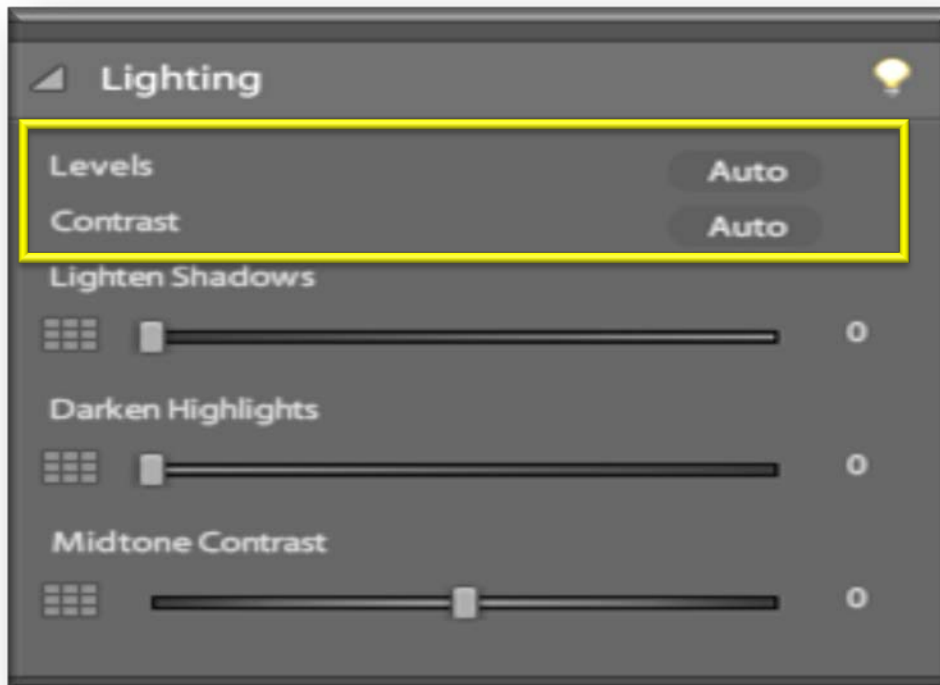 Lighting
Levels Auto
Contrast Auto
Lighten Shadows
0
Darken Highlights
0
Midtone Contrast
0